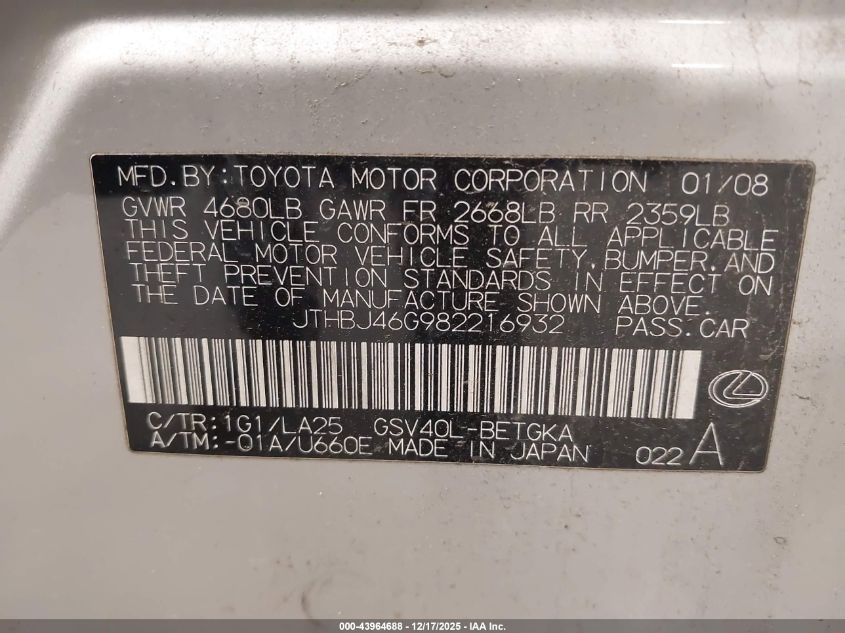 MFD. BY: TOYOTA MOTOR CORPORATION 01/08
GVWR 4680LB GAWR FR 2668LB RR 2359LB
THIS VEHICLE CONFORMS TO ALL APPLICABLE
FEDERAL MOTOR VEHICLE SAFETY, BUMPER, AND
THEFT PREVENTION STANDARDS IN EFFECT ON
THE DATE OF MANUFACTURE SHOWN ABOVE.
JTHBJ46G982216932 PASS. CAR
C/TR: 1G1/LA25 GSV40L-BETGKA
A/TM: -01A/U660E MADE IN JAPAN 022 A
000-43964688 - 12/17/2025 - IAA Inc.